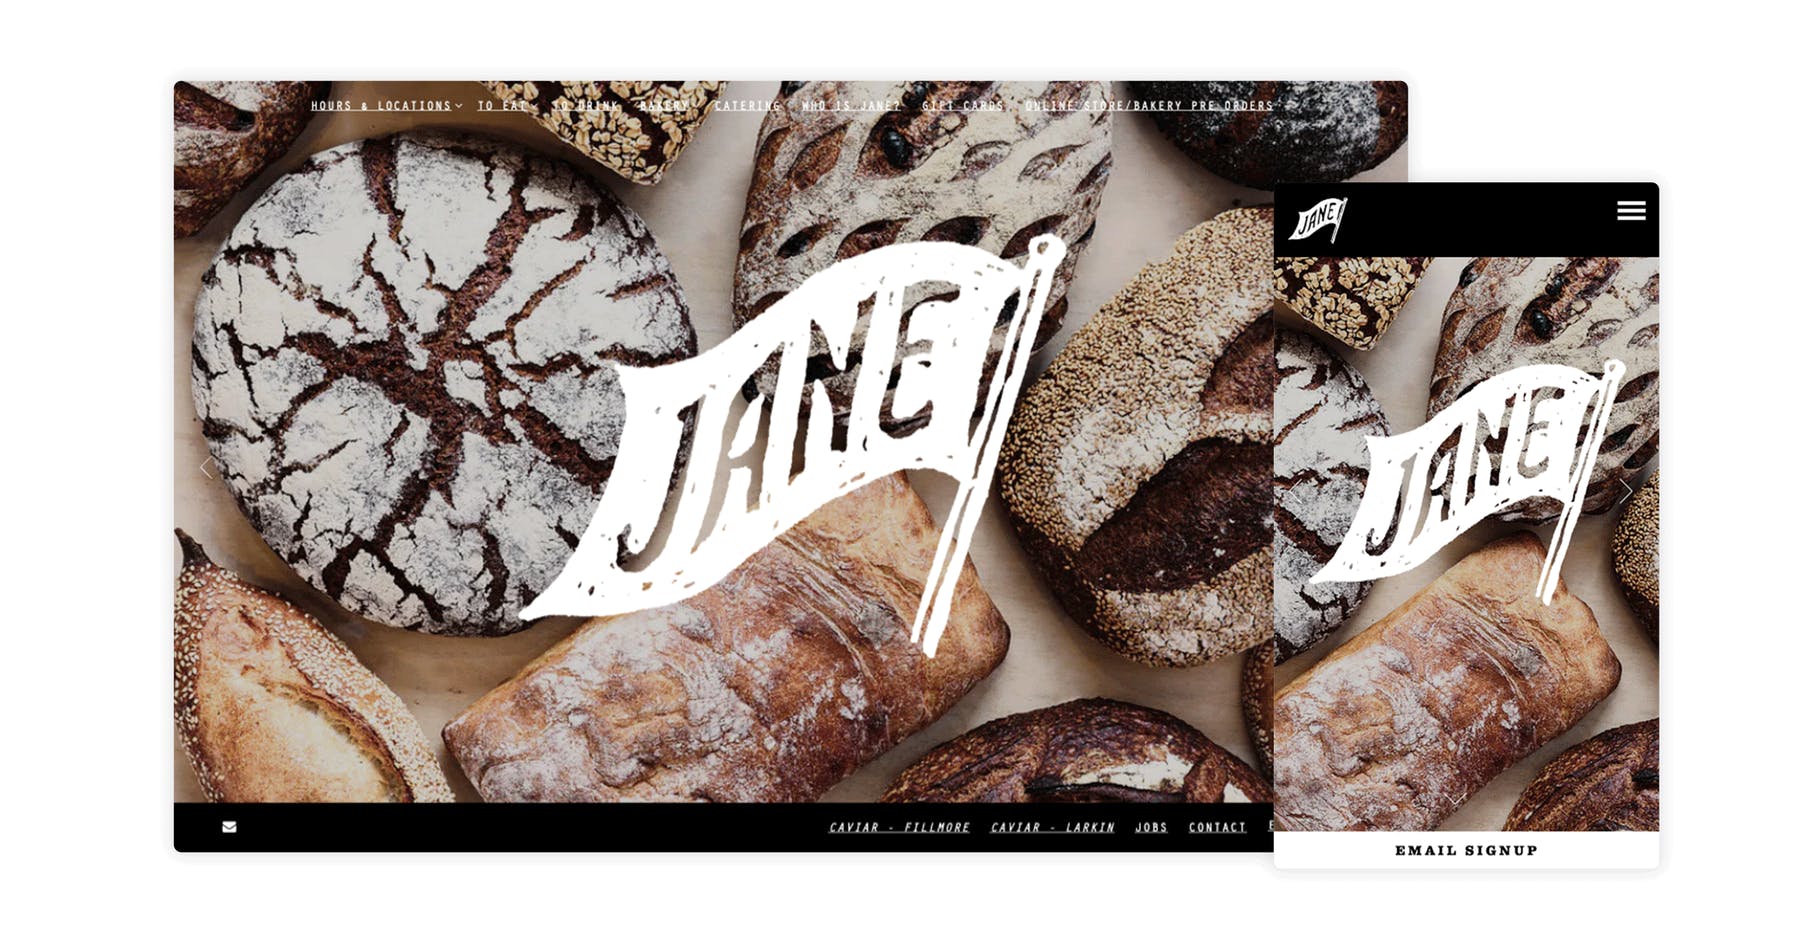 HOURS & LOCATIONS TO EAT TO DRINK BAKERY CATERING WHO IS JANE? GIFT CARDS ONLINE STORE/BAKERY PRE ORDERS
JANE
CAVIAR - FILLMORE CAVIAR - LARKIN JOBS CONTACT
JANE
JANE
EMAIL SIGNUP